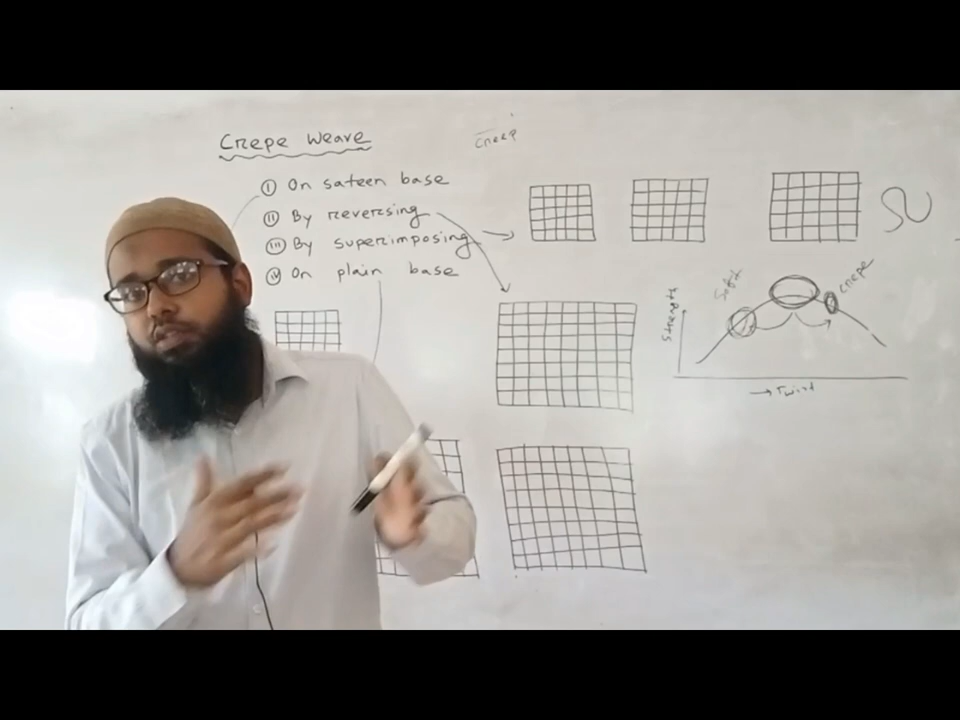 Crepe Weave
Creep
(i) On sateen base
(ii) By reversing
(iii) By superimposing
(iv) On plain base
Soft
Crepe
Strength
Twist